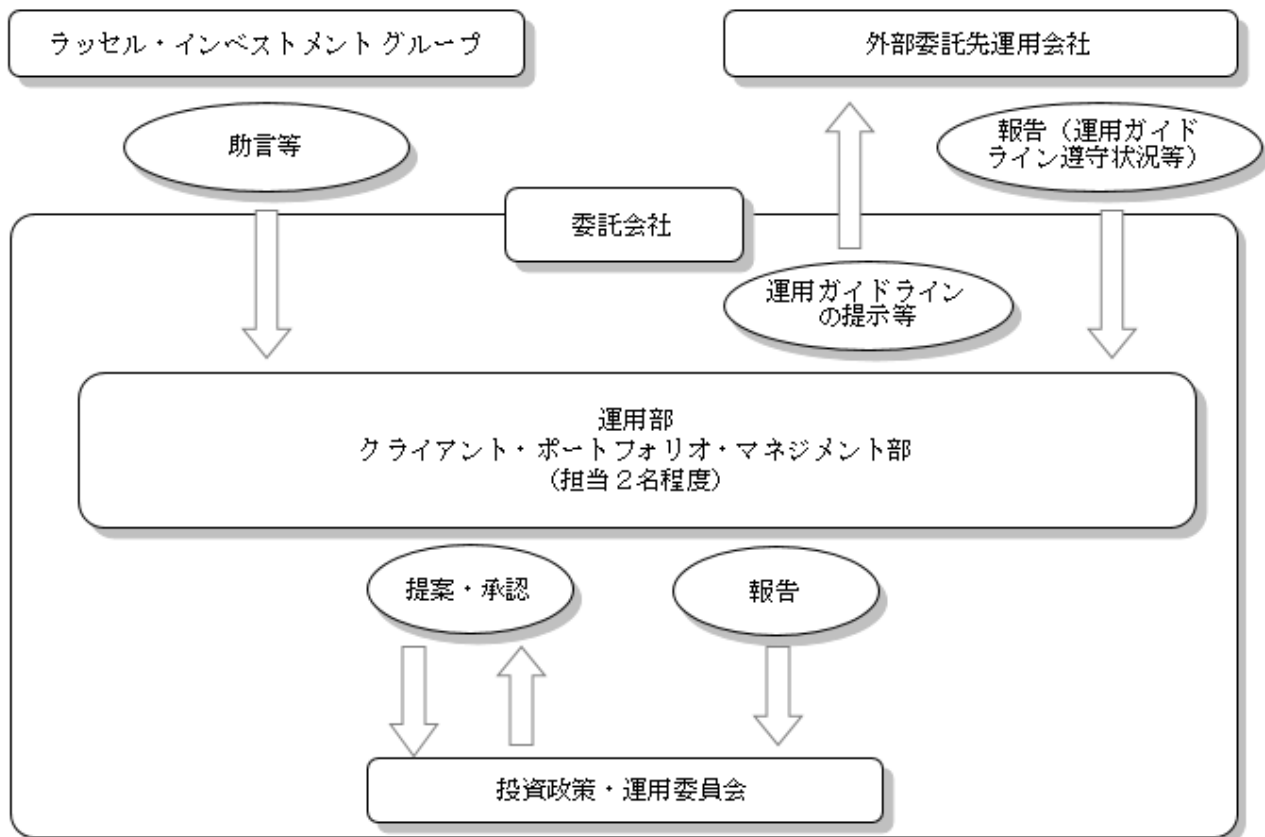 ラッセル・インベストメント グループ
外部委託先運用会社
助言等
報告（運用ガイド
ライン遵守状況等）
委託会社
運用ガイドライン
の提示等
運用部
クライアント・ポートフォリオ・マネジメント部
（担当２名程度）
提案・承認
報告
投資政策・運用委員会